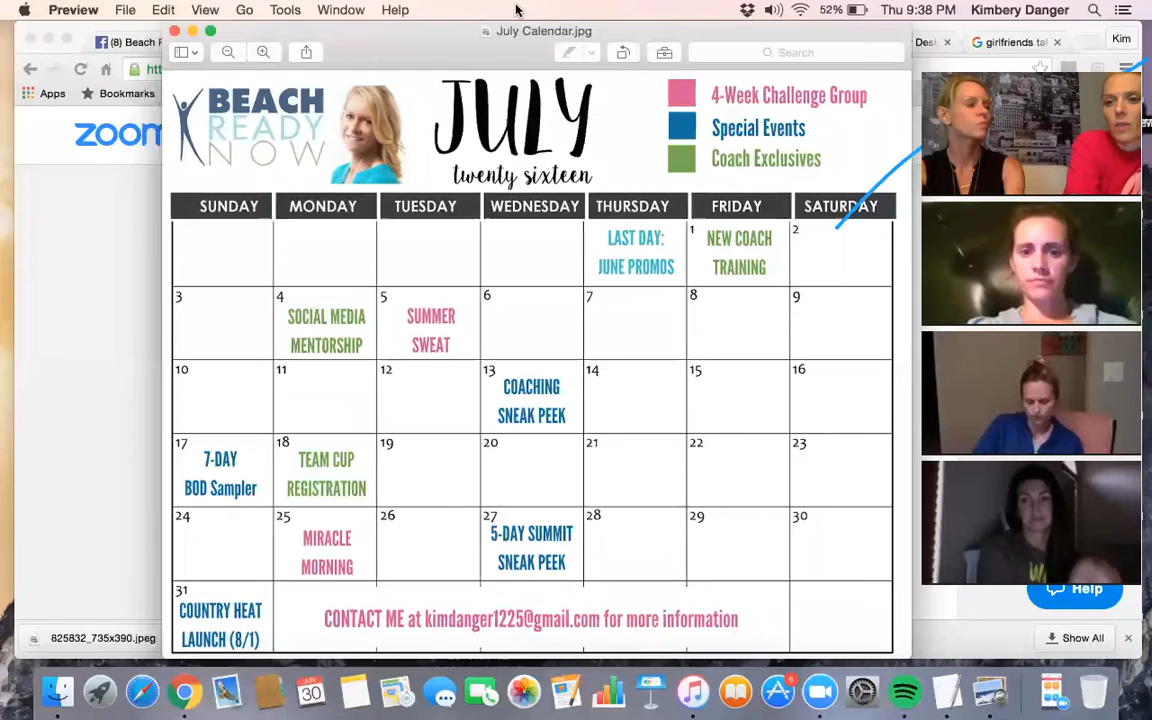 Preview File Edit View Go Tools Window Help 52% Thu 9:38 PM Kimbery Danger
July Calendar.jpg
(8) Beach
girlfriends tal
Kim
Search
Apps Bookmarks
zoom
BEACH
READY
NOW
JULY
twenty sixteen
4-Week Challenge Group
Special Events
Coach Exclusives
SUNDAY MONDAY TUESDAY WEDNESDAY THURSDAY FRIDAY SATURDAY
LAST DAY: JUNE PROMOS
1 NEW COACH TRAINING
2
3
4 SOCIAL MEDIA MENTORSHIP
5 SUMMER SWEAT
6
7
8
9
10
11
12
13 COACHING SNEAK PEEK
14
15
16
17 7-DAY BOD Sampler
18 TEAM CUP REGISTRATION
19
20
21
22
23
24
25 MIRACLE MORNING
26
27 5-DAY SUMMIT SNEAK PEEK
28
29
30
31 COUNTRY HEAT LAUNCH (8/1)
CONTACT ME at kimdanger1225@gmail.com for more information
Help
825832_735x390.jpeg
Show All
JUN
30
6